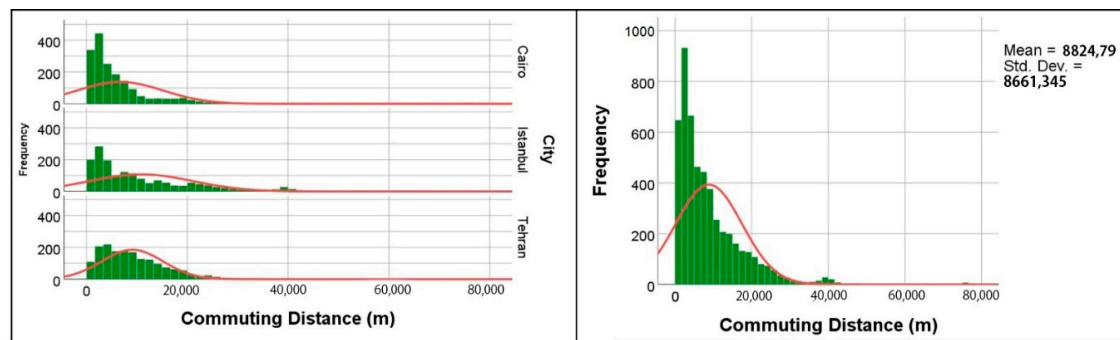 400
200
0
Cairo
400
200
0
Istanbul
400
200
0
Tehran
Frequency
City
0 20,000 40,000 60,000 80,000
Commuting Distance (m)
1000
800
600
400
200
0
Frequency
0 20,000 40,000 60,000 80,000
Commuting Distance (m)
Mean = 8824,79
Std. Dev. =
8661,345